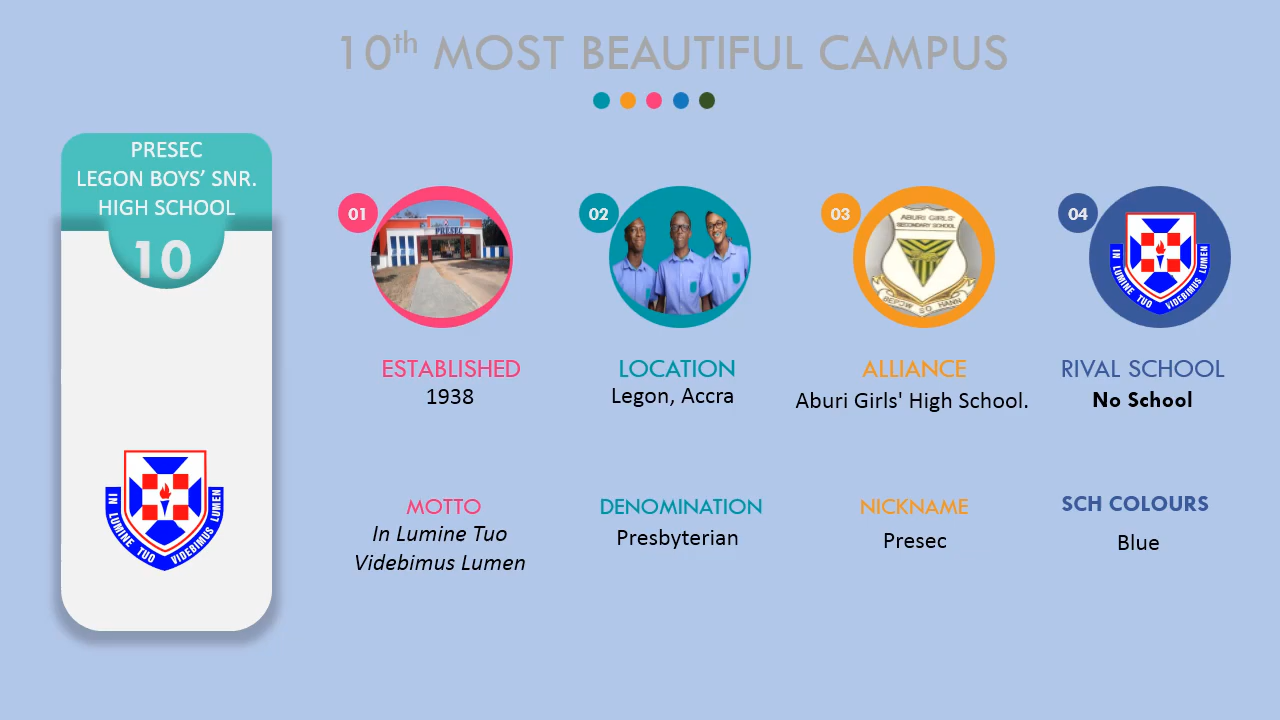 10th MOST BEAUTIFUL CAMPUS
PRESEC
LEGON BOYS’ SNR.
HIGH SCHOOL
10
IN LUMINE TUO VIDEBIMUS LUMEN
01
PRESEC
ESTABLISHED
1938
02
LOCATION
Legon, Accra
03
ABURI GIRLS'
SECONDARY SCHOOL
BEPOW SO HANN
ALLIANCE
Aburi Girls' High School.
04
IN LUMINE TUO VIDEBIMUS LUMEN
RIVAL SCHOOL
No School
MOTTO
In Lumine Tuo
Videbimus Lumen
DENOMINATION
Presbyterian
NICKNAME
Presec
SCH COLOURS
Blue